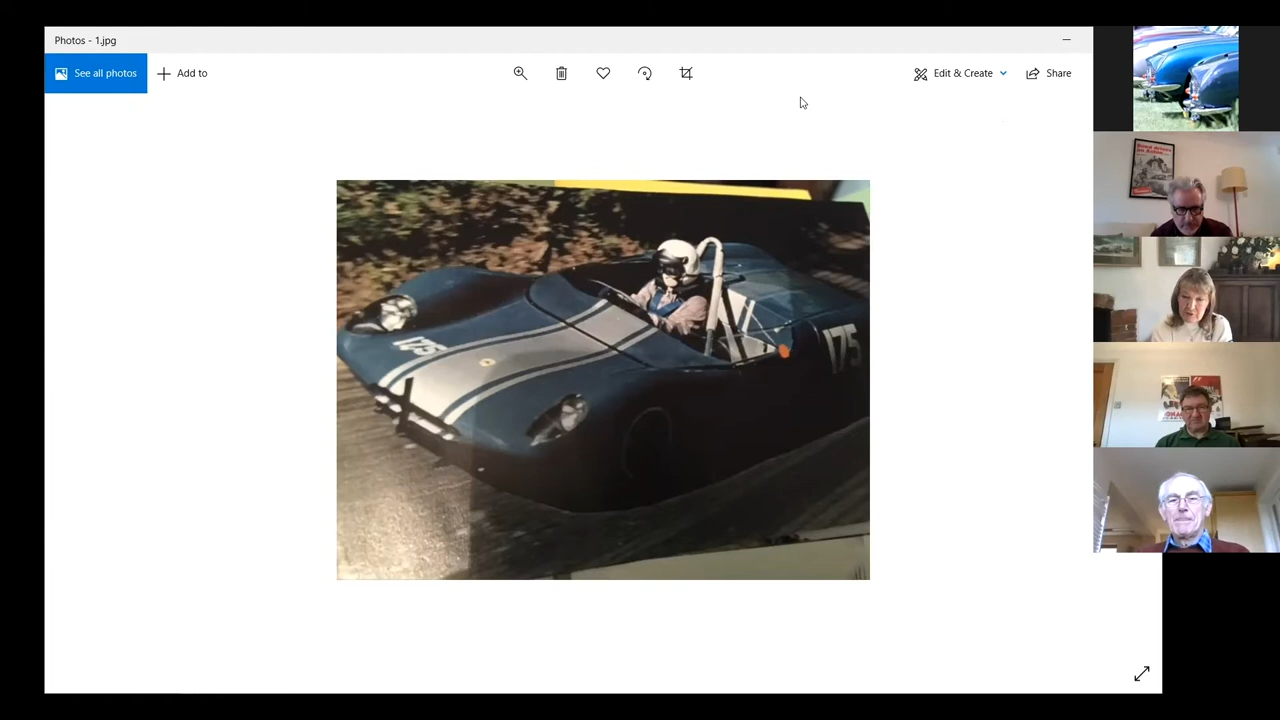 Photos - 1.jpg
See all photos
Add to
Edit & Create
Share
175
175